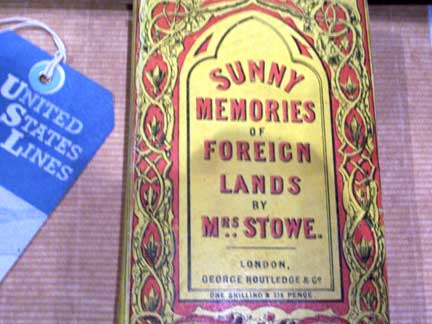 UNITED
STATES
LINES
SUNNY
MEMORIES
OF
FOREIGN
LANDS
BY
MRS. STOWE.
LONDON,
GEORGE ROUTLEDGE & Co
ONE SHILLING & SIX PENCE